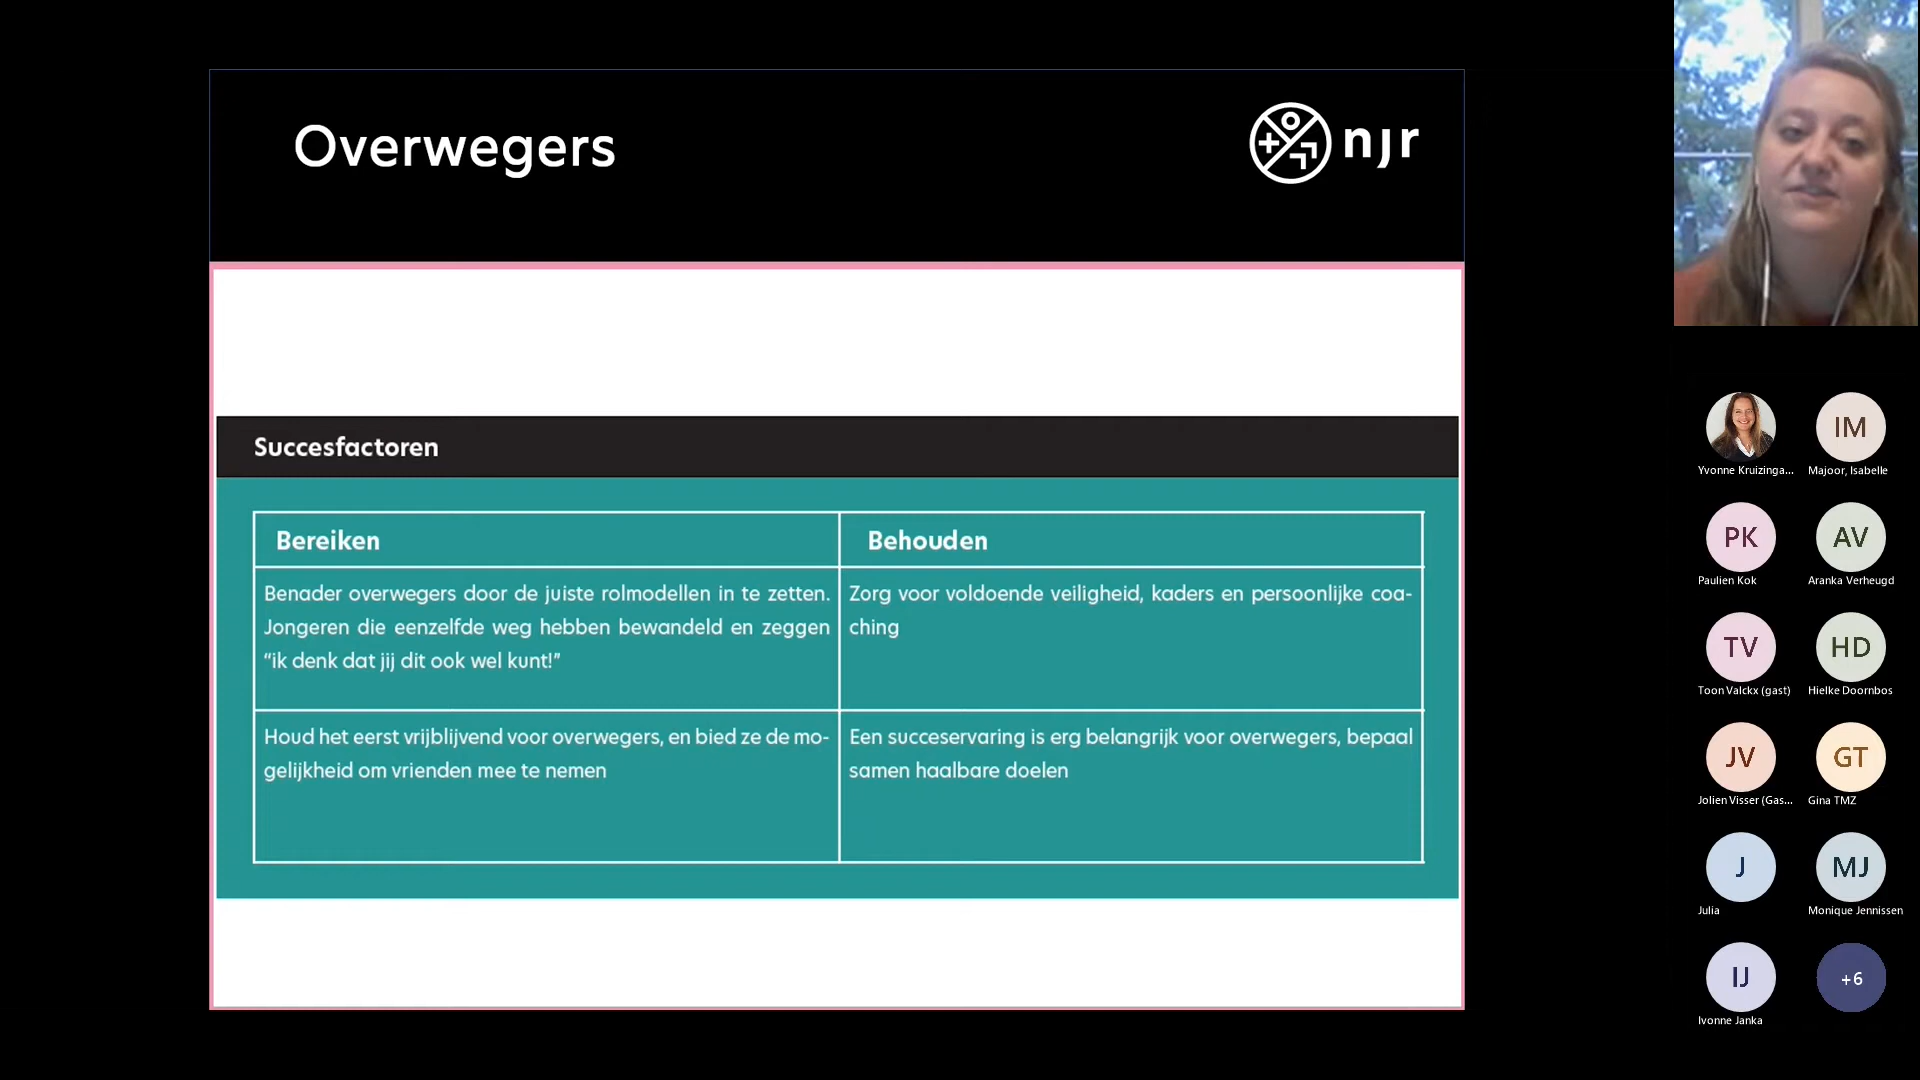 Overwegers
njr
Succesfactoren
Bereiken
Behouden
Benader overwegers door de juiste rolmodellen in te zetten.
Jongeren die eenzelfde weg hebben bewandeld en zeggen
“ik denk dat jij dit ook wel kunt!”
Zorg voor voldoende veiligheid, kaders en persoonlijke coa-
ching
Houd het eerst vrijblijvend voor overwegers, en bied ze de mo-
gelijkheid om vrienden mee te nemen
Een succeservaring is erg belangrijk voor overwegers, bepaal
samen haalbare doelen
Yvonne Kruizinga...
IM
Majoor, Isabelle
PK
Paulien Kok
AV
Aranka Verheugd
TV
Toon Valckx (gast)
HD
Hielke Doornbos
JV
Jolien Visser (Gas...
GT
Gina TMZ
J
Julia
MJ
Monique Jennissen
IJ
Ivonne Janka
+6